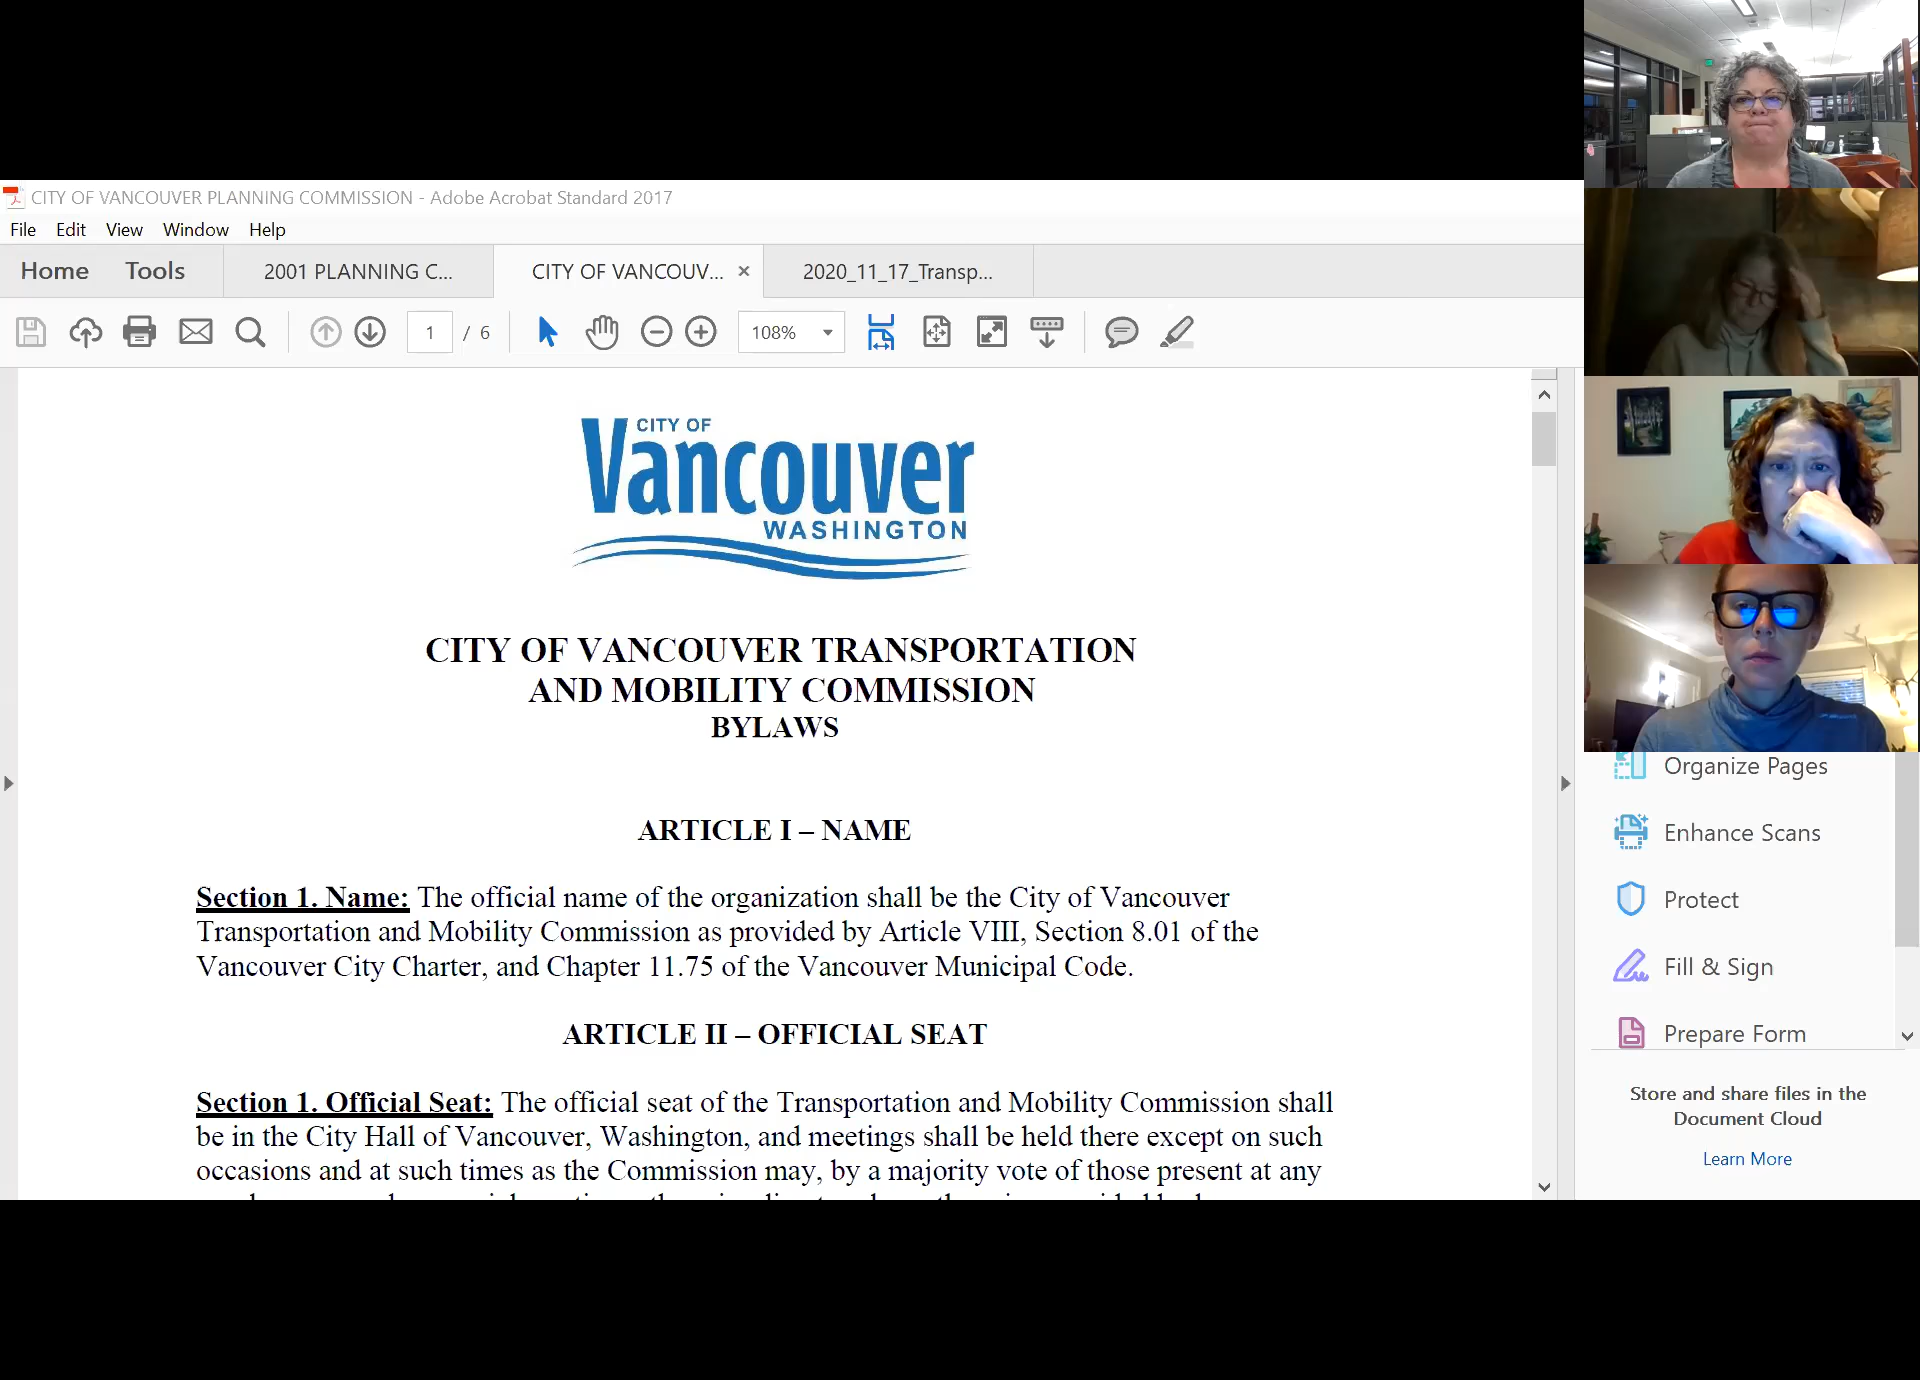 CITY OF VANCOUVER PLANNING COMMISSION - Adobe Acrobat Standard 2017
File Edit View Window Help
Home Tools 2001 PLANNING C... CITY OF VANCOUV... × 2020_11_17_Transp...
1 / 6 108%
CITY OF
Vancouver
WASHINGTON
CITY OF VANCOUVER TRANSPORTATION
AND MOBILITY COMMISSION
BYLAWS
ARTICLE I – NAME
Section 1. Name: The official name of the organization shall be the City of Vancouver
Transportation and Mobility Commission as provided by Article VIII, Section 8.01 of the
Vancouver City Charter, and Chapter 11.75 of the Vancouver Municipal Code.
ARTICLE II – OFFICIAL SEAT
Section 1. Official Seat: The official seat of the Transportation and Mobility Commission shall
be in the City Hall of Vancouver, Washington, and meetings shall be held there except on such
occasions and at such times as the Commission may, by a majority vote of those present at any
Organize Pages
Enhance Scans
Protect
Fill & Sign
Prepare Form
Store and share files in the
Document Cloud
Learn More